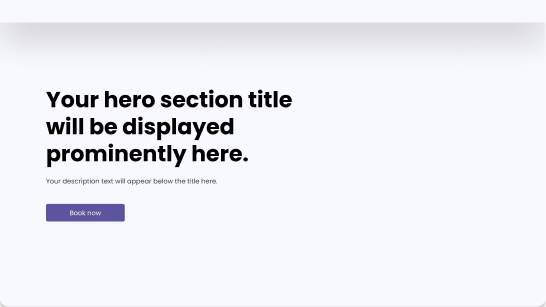 Your hero section title
will be displayed
prominently here.
Your description text will appear below the title here.
Book now